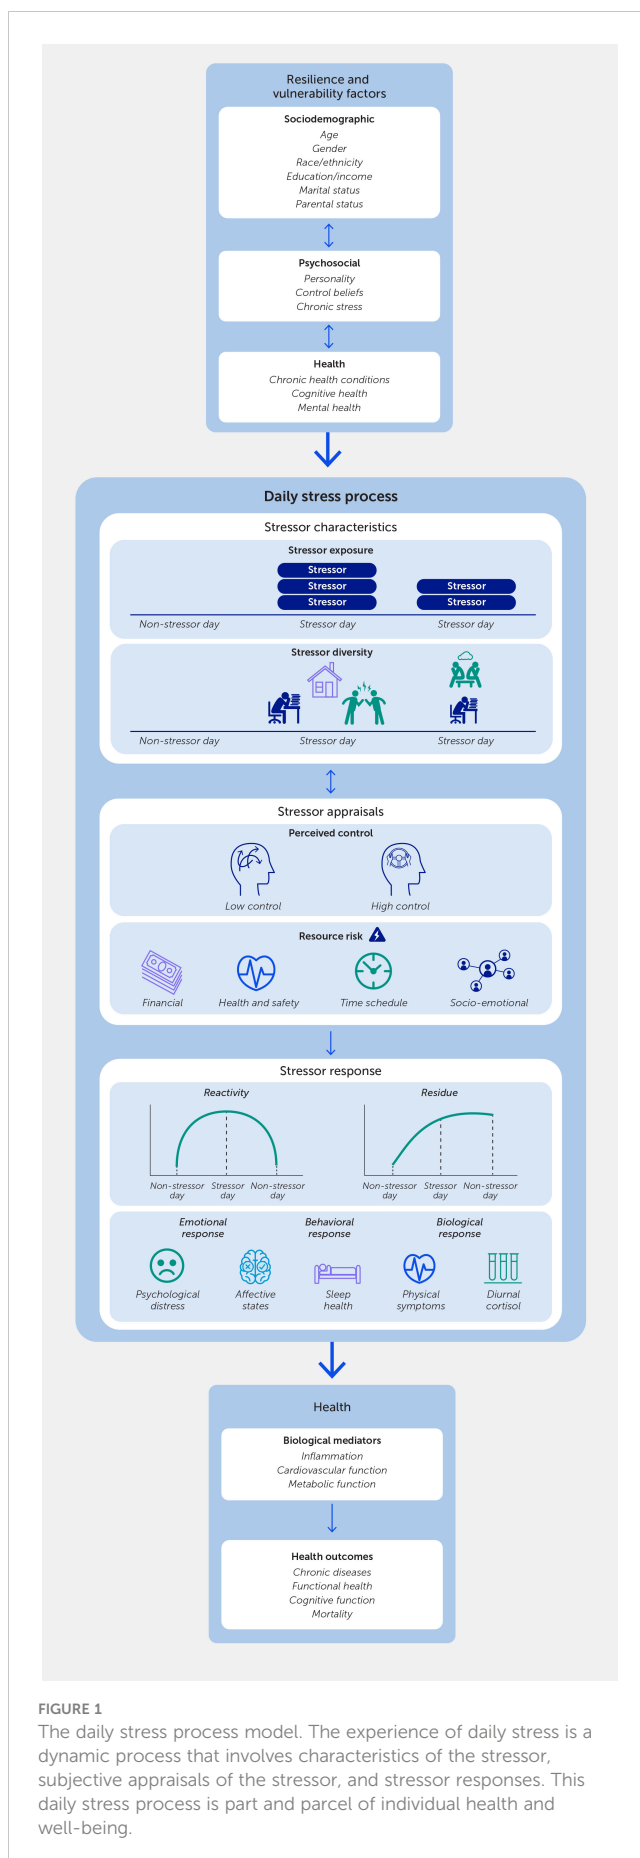 Resilience and
vulnerability factors
Sociodemographic
Age
Gender
Race/ethnicity
Education/income
Marital status
Parental status
Psychosocial
Personality
Control beliefs
Chronic stress
Health
Chronic health conditions
Cognitive health
Mental health
Daily stress process
Stressor characteristics
Stressor exposure
Stressor
Stressor Stressor
Stressor Stressor
Non-stressor day Stressor day Stressor day
Stressor diversity
Non-stressor day Stressor day Stressor day
Stressor appraisals
Perceived control
Low control High control
Resource risk
Financial Health and safety Time schedule Socio-emotional
Stressor response
Reactivity Residue
Non-stressor Stressor Non-stressor Non-stressor Stressor Non-stressor
day day day day day day
Emotional Behavioral Biological
response response response
Psychological Affective Sleep Physical Diurnal
distress states health symptoms cortisol
Health
Biological mediators
Inflammation
Cardiovascular function
Metabolic function
Health outcomes
Chronic diseases
Functional health
Cognitive function
Mortality
FIGURE 1
The daily stress process model. The experience of daily stress is a
dynamic process that involves characteristics of the stressor,
subjective appraisals of the stressor, and stressor responses. This
daily stress process is part and parcel of individual health and
well-being.